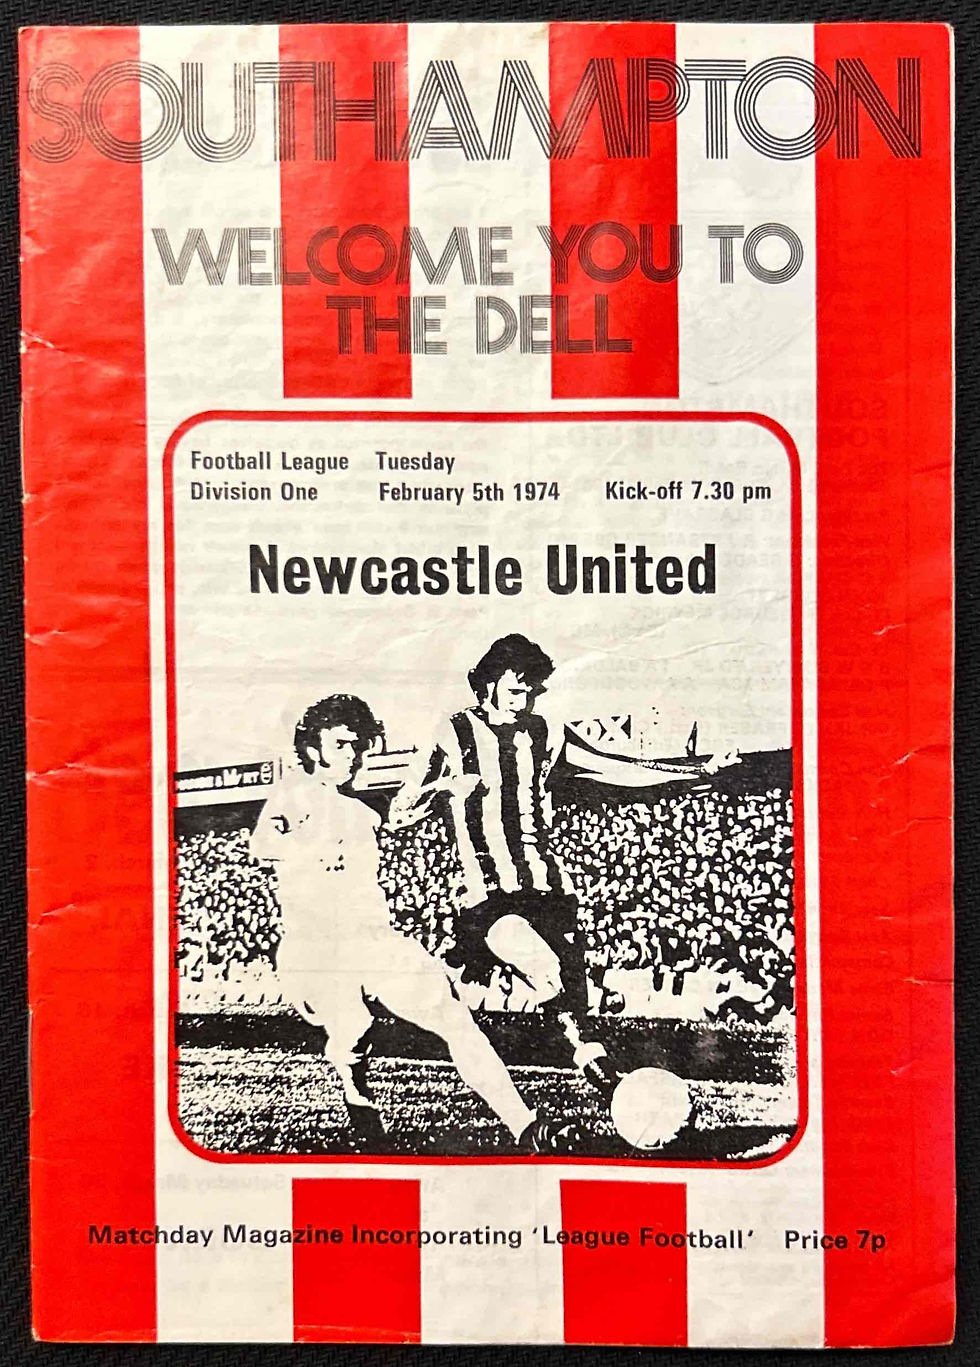 SOUTHAMPTON
WELCOME YOU TO
THE DELL
Football League Tuesday
Division One February 5th 1974 Kick-off 7.30 pm
Newcastle United
Matchday Magazine Incorporating 'League Football' Price 7p